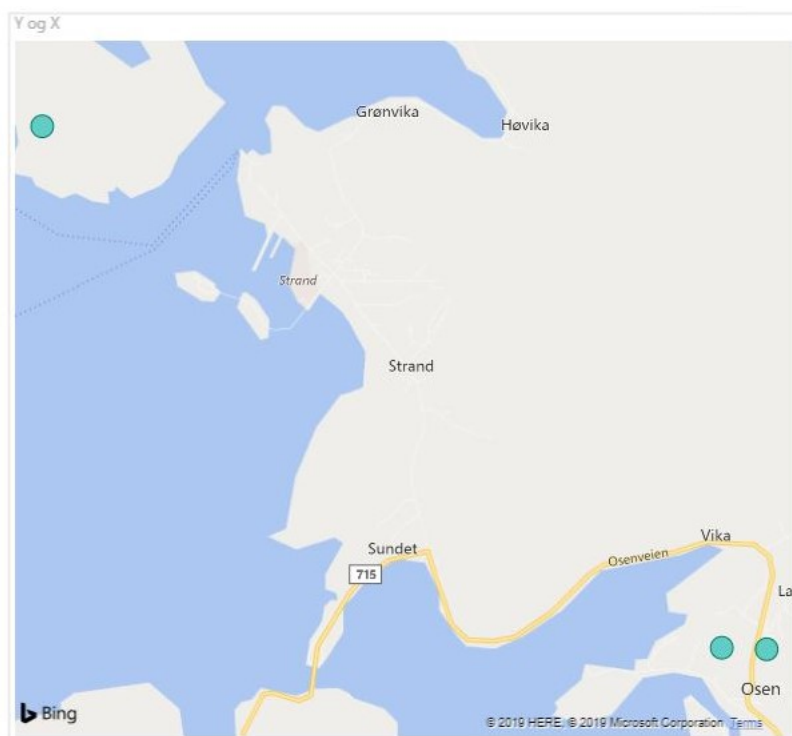 Y og X
Grønvika
Høvika
Strand
Strand
Vika
Sundet
Osenveien
715
La
Osen
Bing
© 2019 HERE, © 2019 Microsoft Corporation Terms